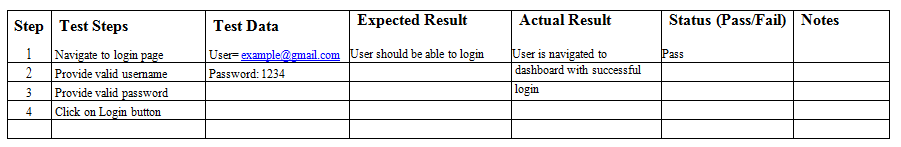 Step Test Steps Test Data Expected Result Actual Result Status (Pass/Fail) Notes
1 Navigate to login page User= example@gmail.com User should be able to login User is navigated to Pass
2 Provide valid username Password: 1234 dashboard with successful
3 Provide valid password login
4 Click on Login button